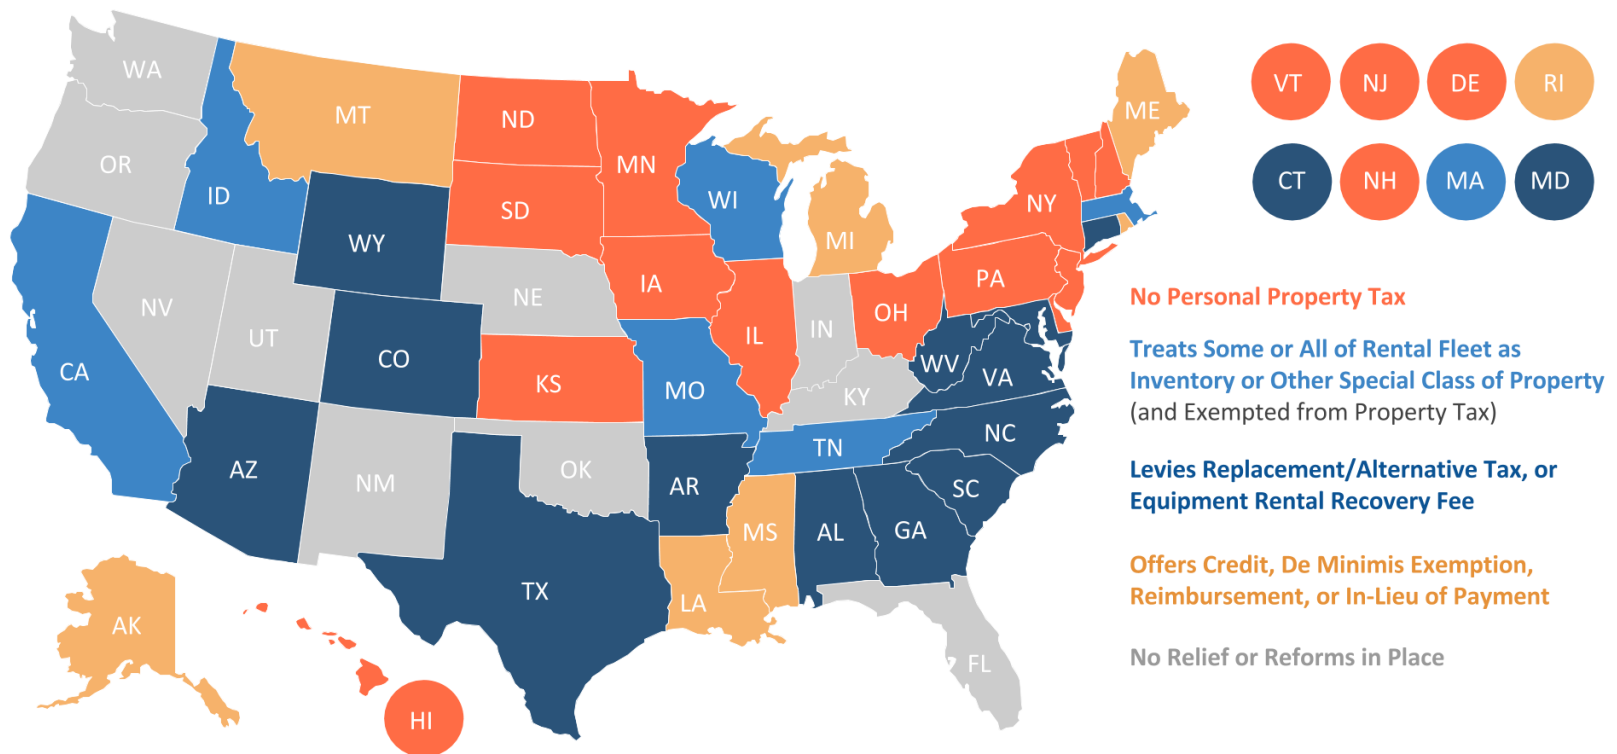 WA
MT
ND
MN
ME
VT
NJ
DE
RI
OR
ID
SD
WI
NY
CT
NH
MA
MD
WY
MI
IA
PA
NE
NV
UT
CO
IL
IN
OH
WV
VA
CA
KS
MO
KY
NC
AZ
NM
OK
TN
AR
SC
MS
AL
GA
TX
LA
FL
AK
HI
No Personal Property Tax
Treats Some or All of Rental Fleet as
Inventory or Other Special Class of Property
(and Exempted from Property Tax)
Levies Replacement/Alternative Tax, or
Equipment Rental Recovery Fee
Offers Credit, De Minimis Exemption,
Reimbursement, or In-Lieu of Payment
No Relief or Reforms in Place